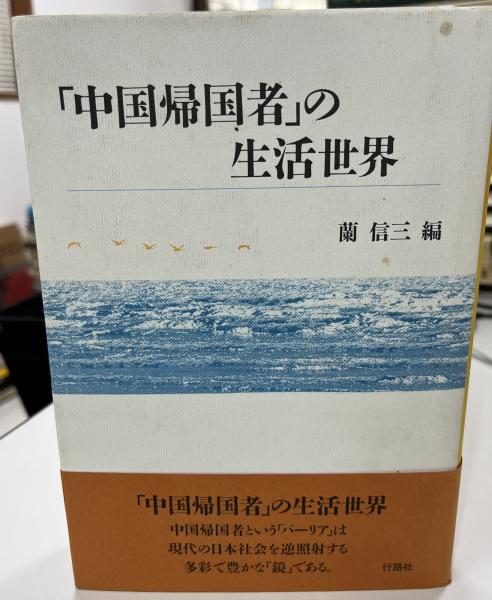 「中国帰国者」の
生活世界
蘭 信三 編
「中国帰国者」の生活世界
中国帰国者という「パーリア」は
現代の日本社会を逆照射する
多彩で豊かな「鏡」である。
行路社